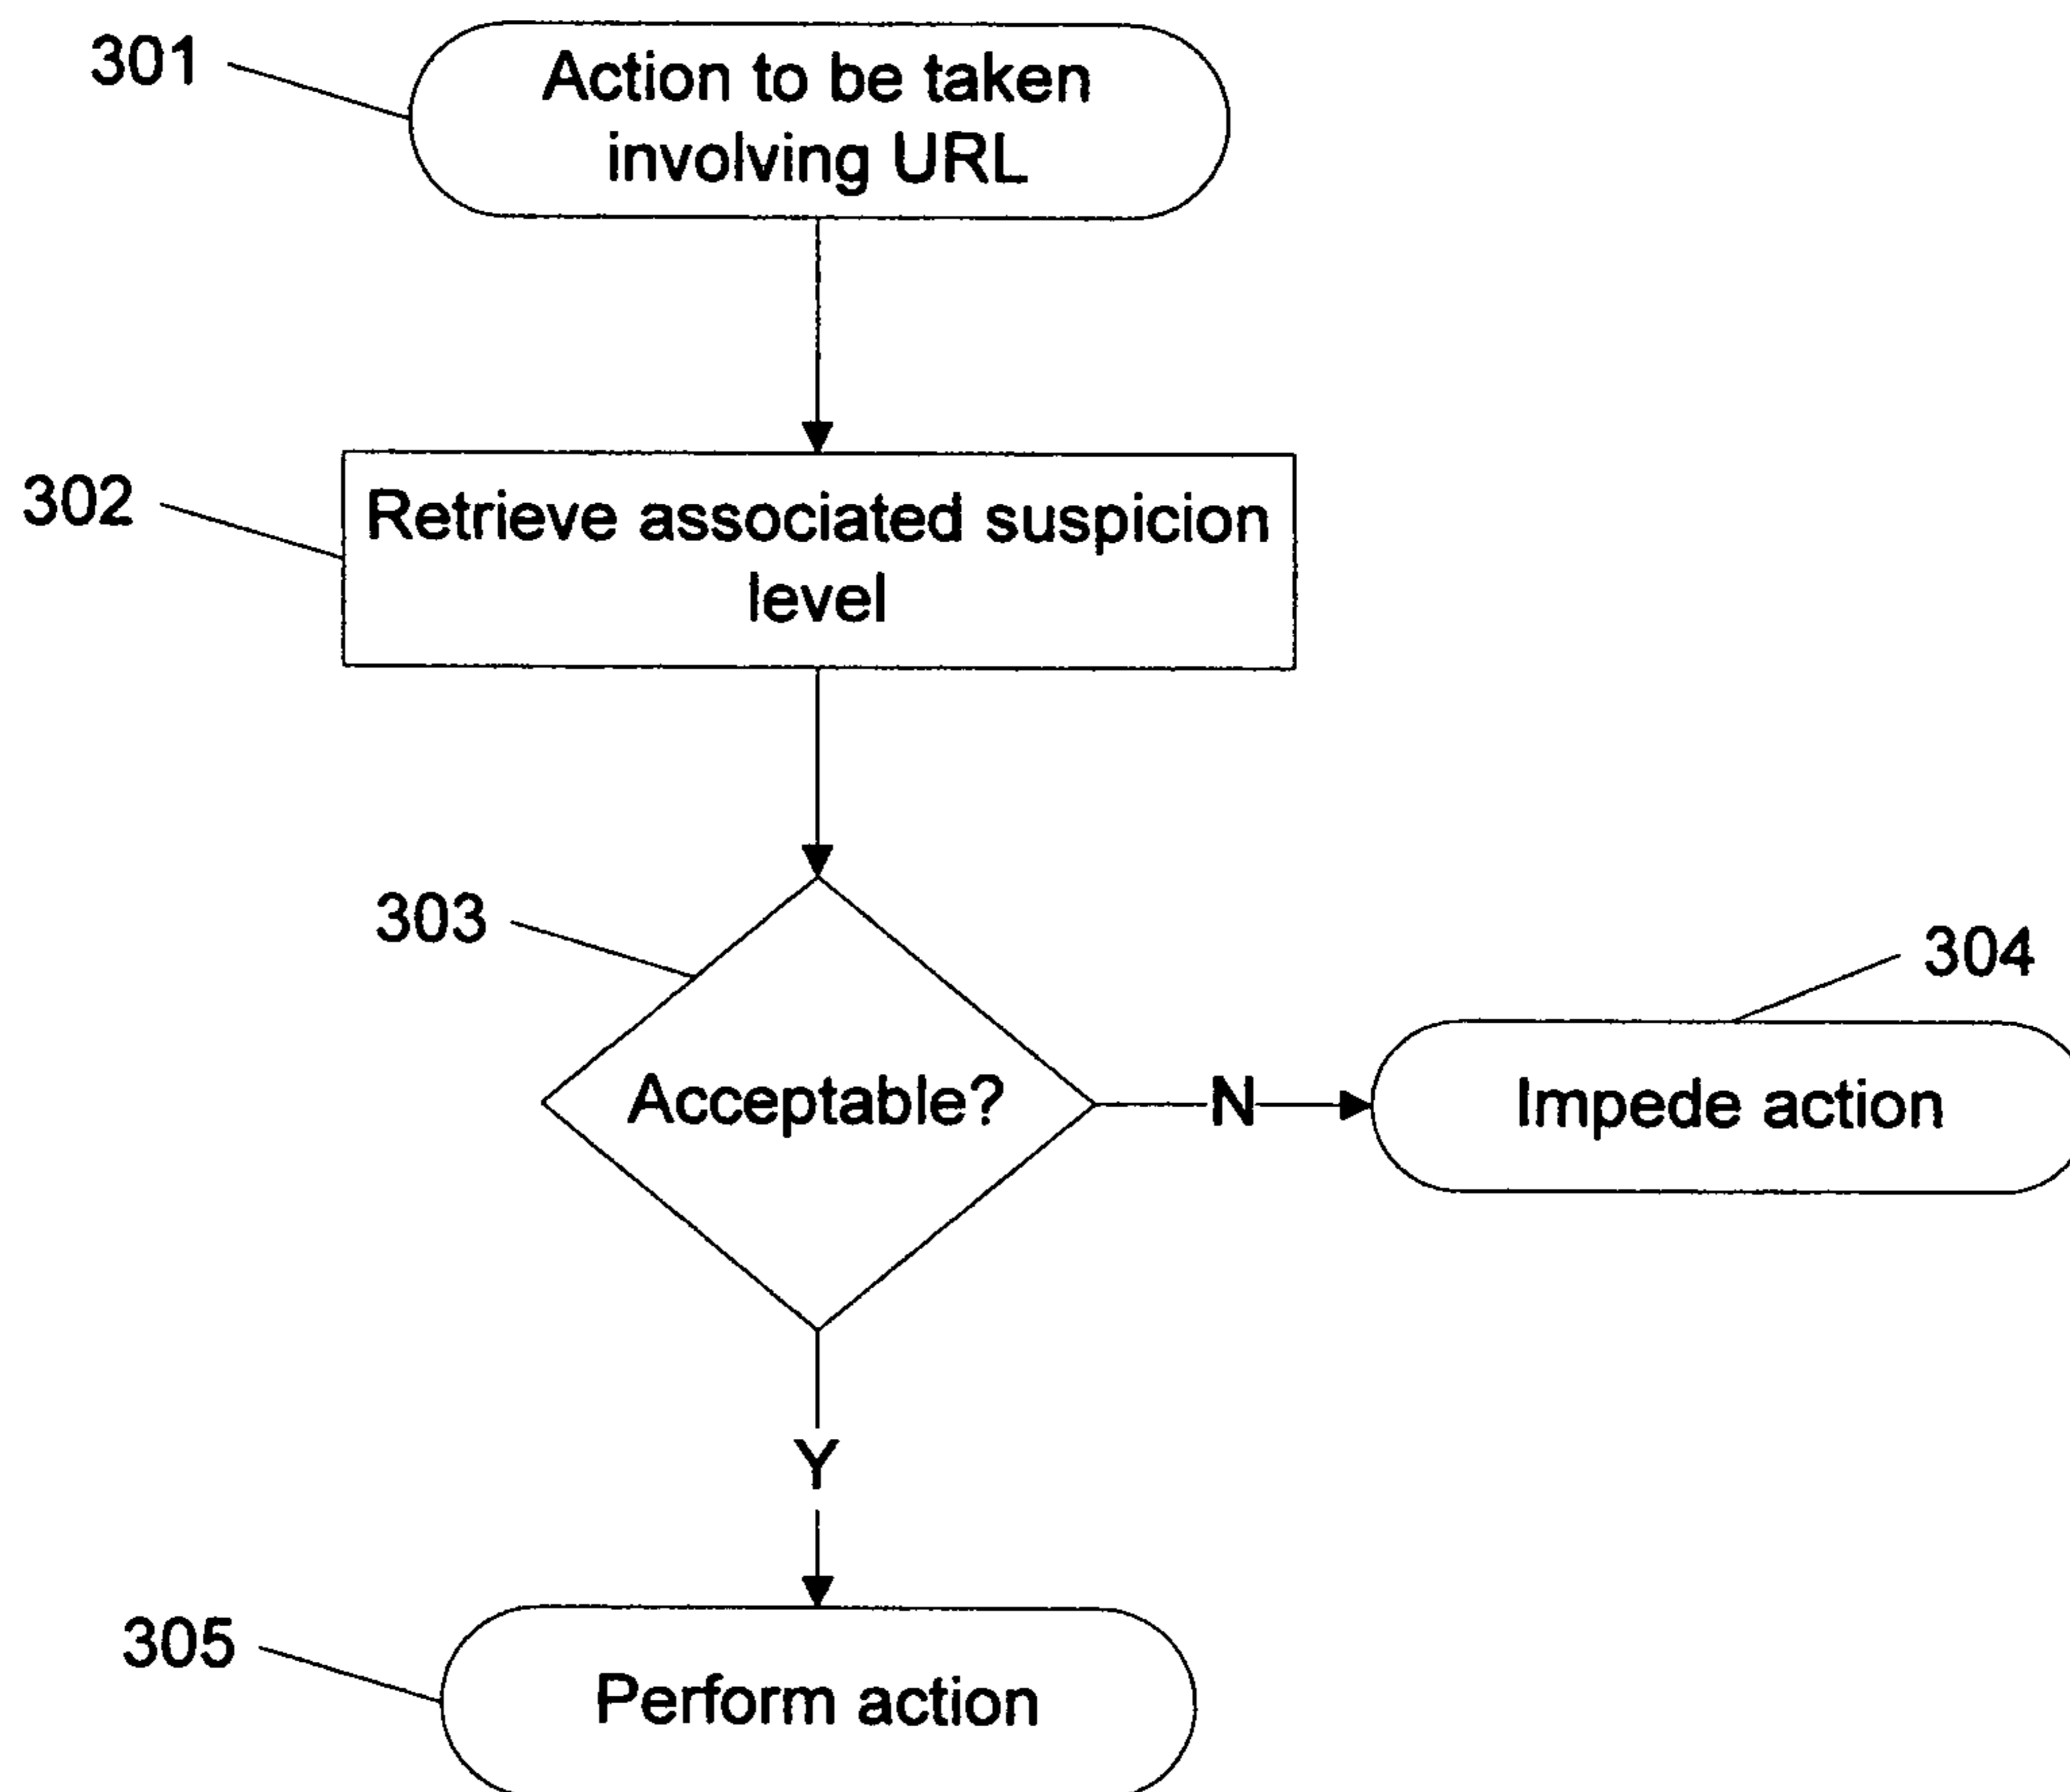 301
Action to be taken
involving URL
302
Retrieve associated suspicion
level
303
304
Acceptable?
N
Impede action
Y
305
Perform action